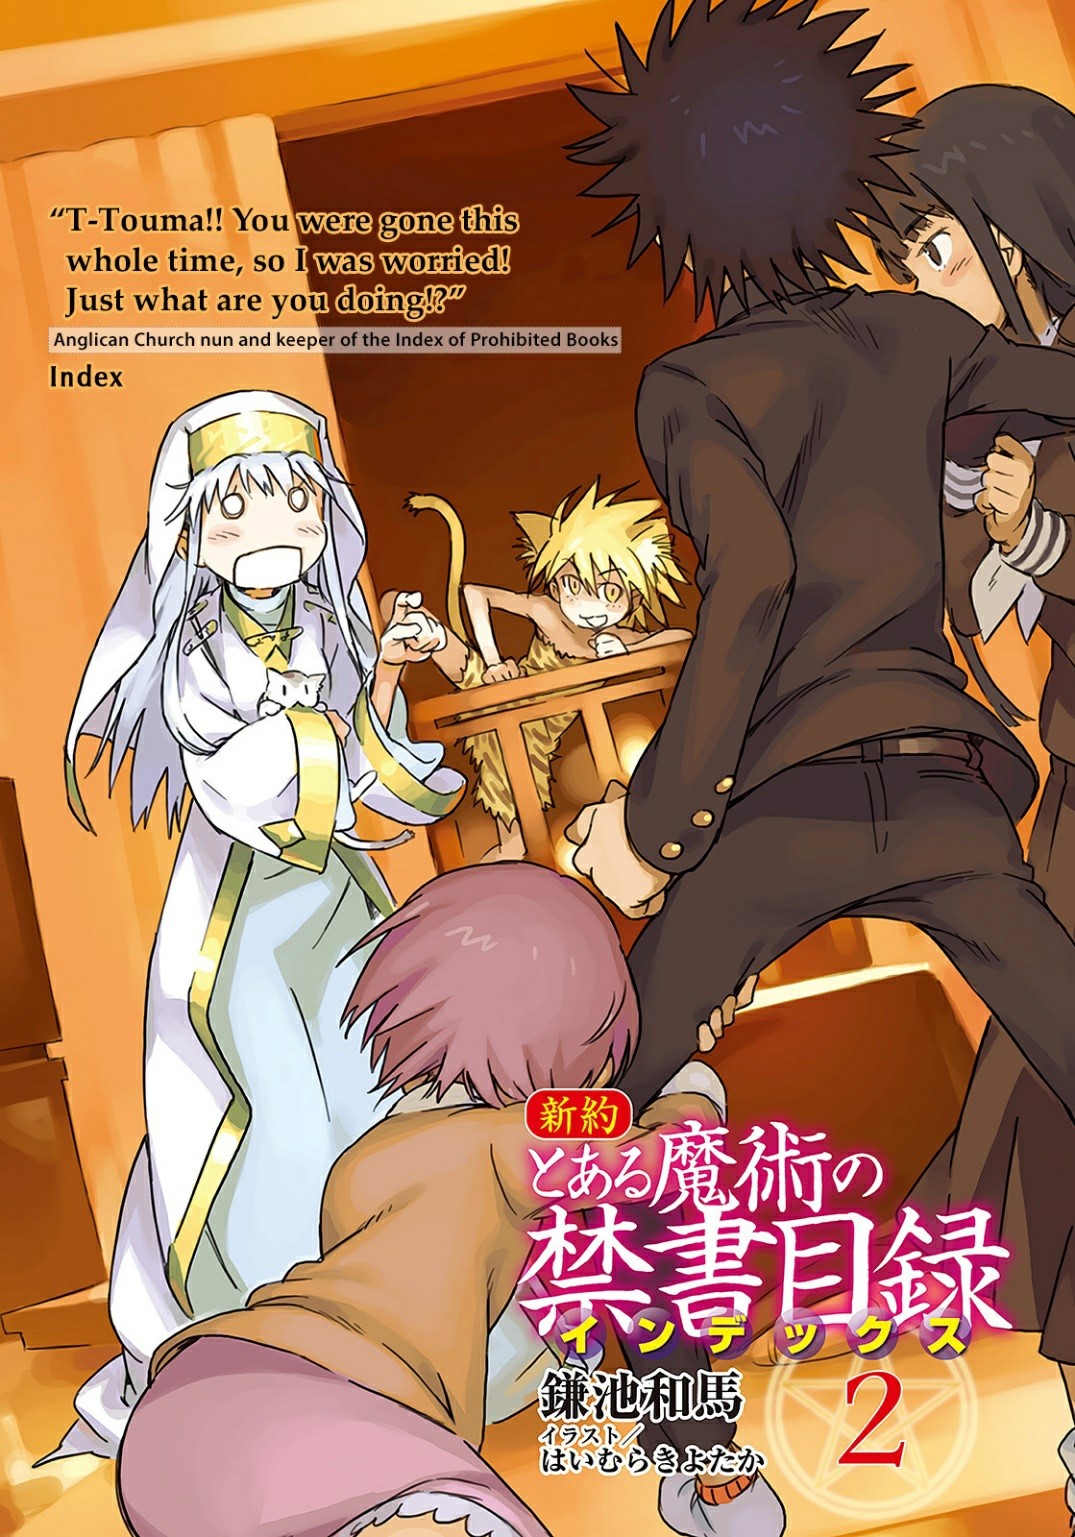 “T-Touma!! You were gone this
whole time, so I was worried!
Just what are you doing!?”
Anglican Church nun and keeper of the Index of Prohibited Books
Index
新約
とある魔術の
禁書目録
インデックス
2
鎌池和馬
イラスト／
はいむらきよたか